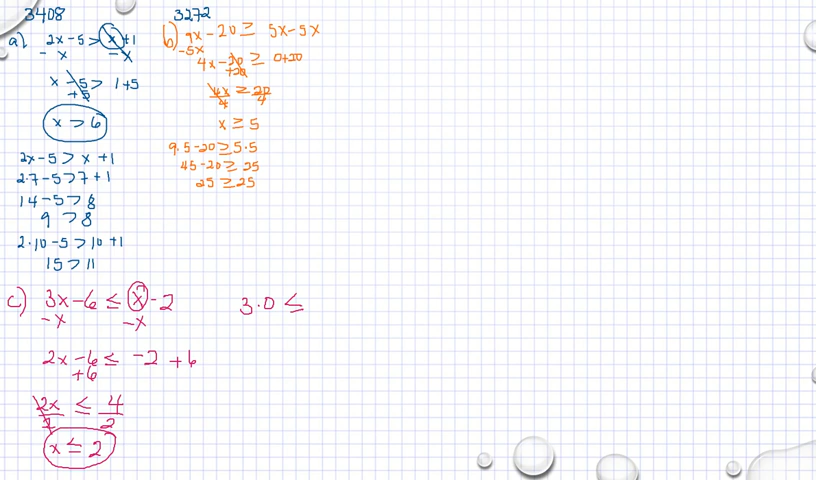 3408
a) 2x - 5 > x + 1
- x - x
x - 5 > 1 + 5
+ 5
x > 6
2x - 5 > x + 1
2·7 - 5 > 7 + 1
14 - 5 > 8
9 > 8
2·10 - 5 > 10 + 1
15 > 11
3272
b) 9x - 20 ≥ 5x - 5x
- 5x
4x - 20 ≥ 0 + 20
+ 20
4x ≥ 20
4 4
x ≥ 5
9·5 - 20 ≥ 5·5
45 - 20 ≥ 25
25 ≥ 25
c) 3x - 6 ≤ x - 2
- x - x
2x - 6 ≤ -2 + 6
+ 6
2x ≤ 4
2 2
x ≤ 2
3·0 ≤